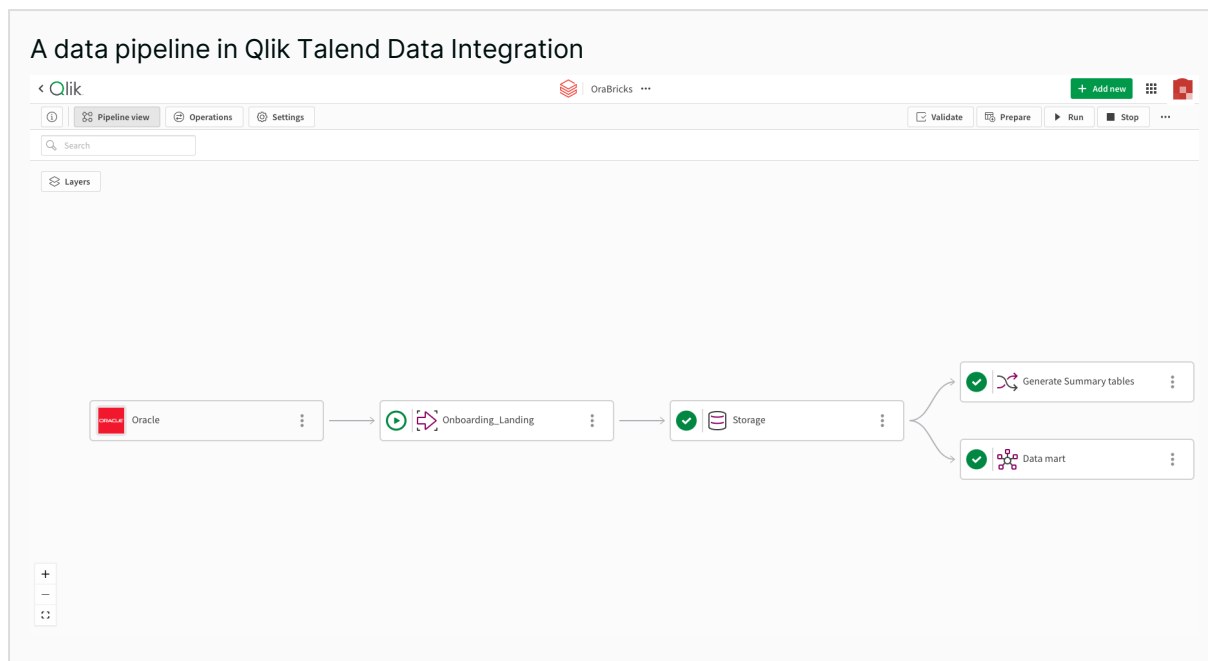 A data pipeline in Qlik Talend Data Integration
Qlik
OraBricks
Add new
Pipeline view
Operations
Settings
Validate
Prepare
Run
Stop
Search
Layers
Generate Summary tables
ORACLE
Oracle
Onboarding_Landing
Storage
Data mart